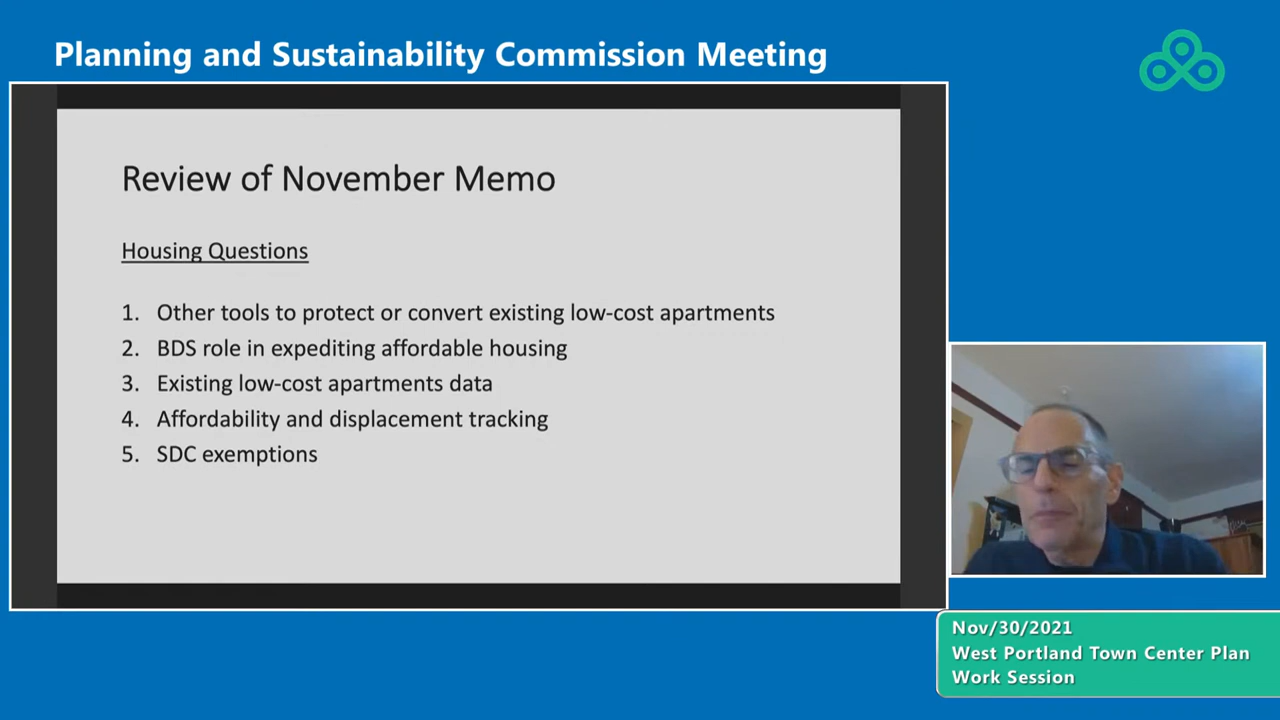 Planning and Sustainability Commission Meeting
Review of November Memo
Housing Questions
1. Other tools to protect or convert existing low-cost apartments
2. BDS role in expediting affordable housing
3. Existing low-cost apartments data
4. Affordability and displacement tracking
5. SDC exemptions
Nov/30/2021
West Portland Town Center Plan
Work Session